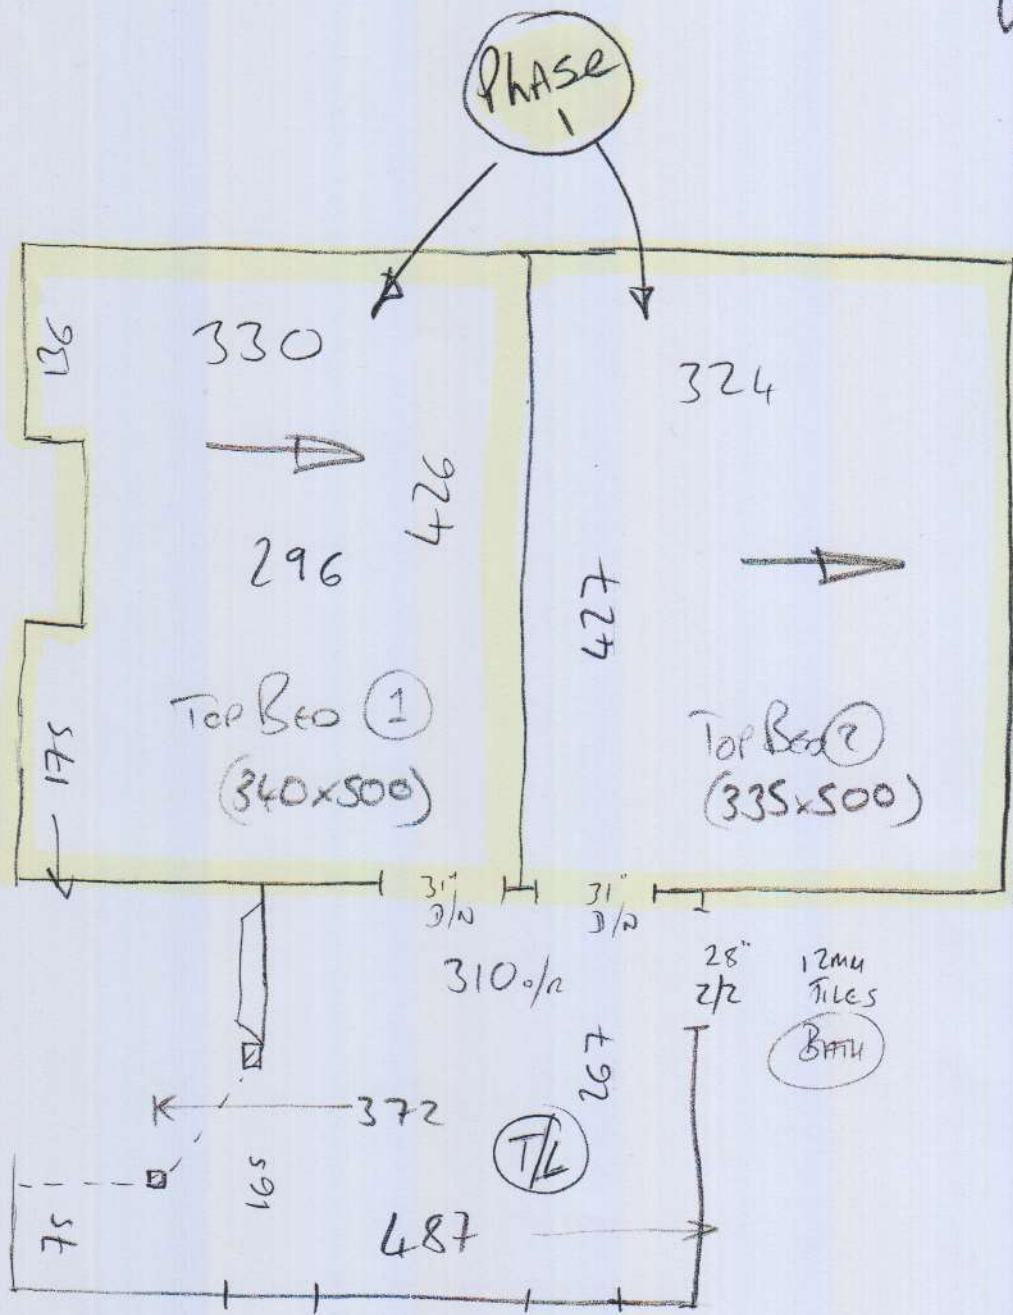 Phase
1
136
330
324
426
296
427
Top Bed 1
(340x500)
Top Bed 2
(335x500)
175
31"
D/N
31"
D/N
310 o/r
28"
2/2
12mm
TILES
BATH
267
372
T/L
165
75
487